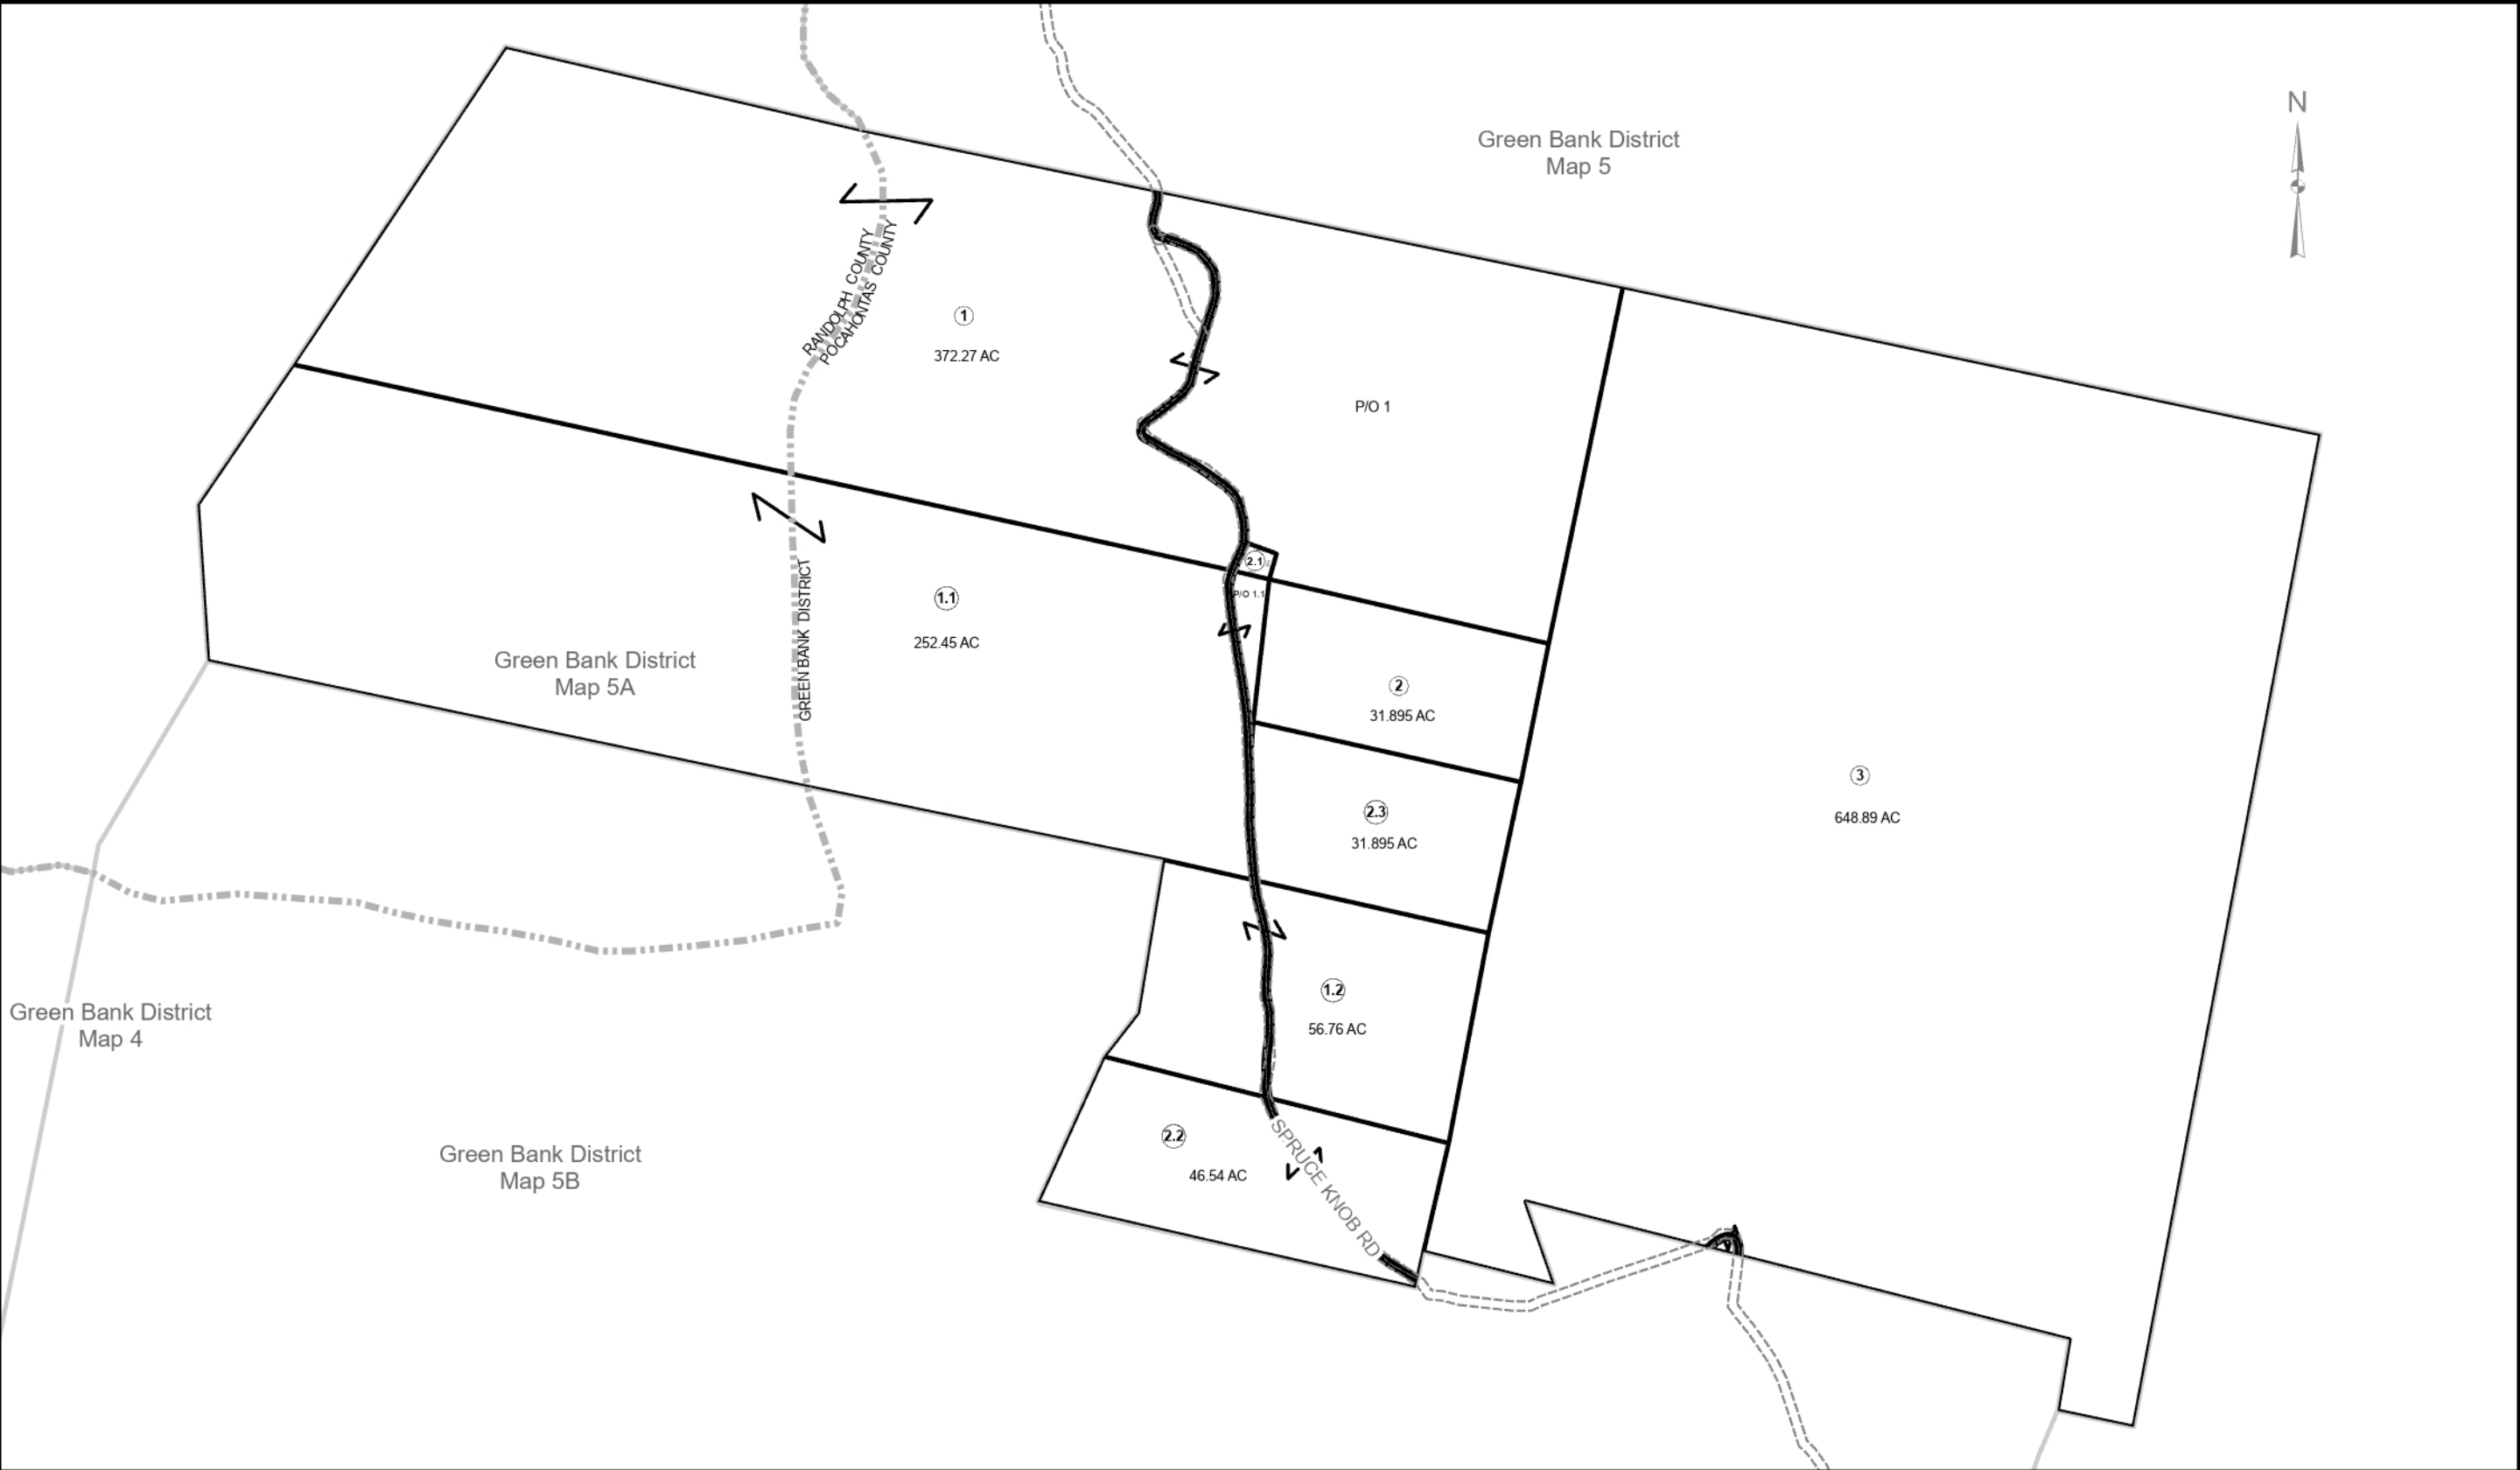 N
Green Bank District
Map 5
RANDOLPH COUNTY
POCAHONTAS COUNTY
1
372.27 AC
P/O 1
2.1
P/O 1.1
1.1
252.45 AC
GREEN BANK DISTRICT
Green Bank District
Map 5A
2
31.895 AC
3
648.89 AC
2.3
31.895 AC
1.2
56.76 AC
Green Bank District
Map 4
2.2
46.54 AC
SPRUCE KNOB RD
Green Bank District
Map 5B